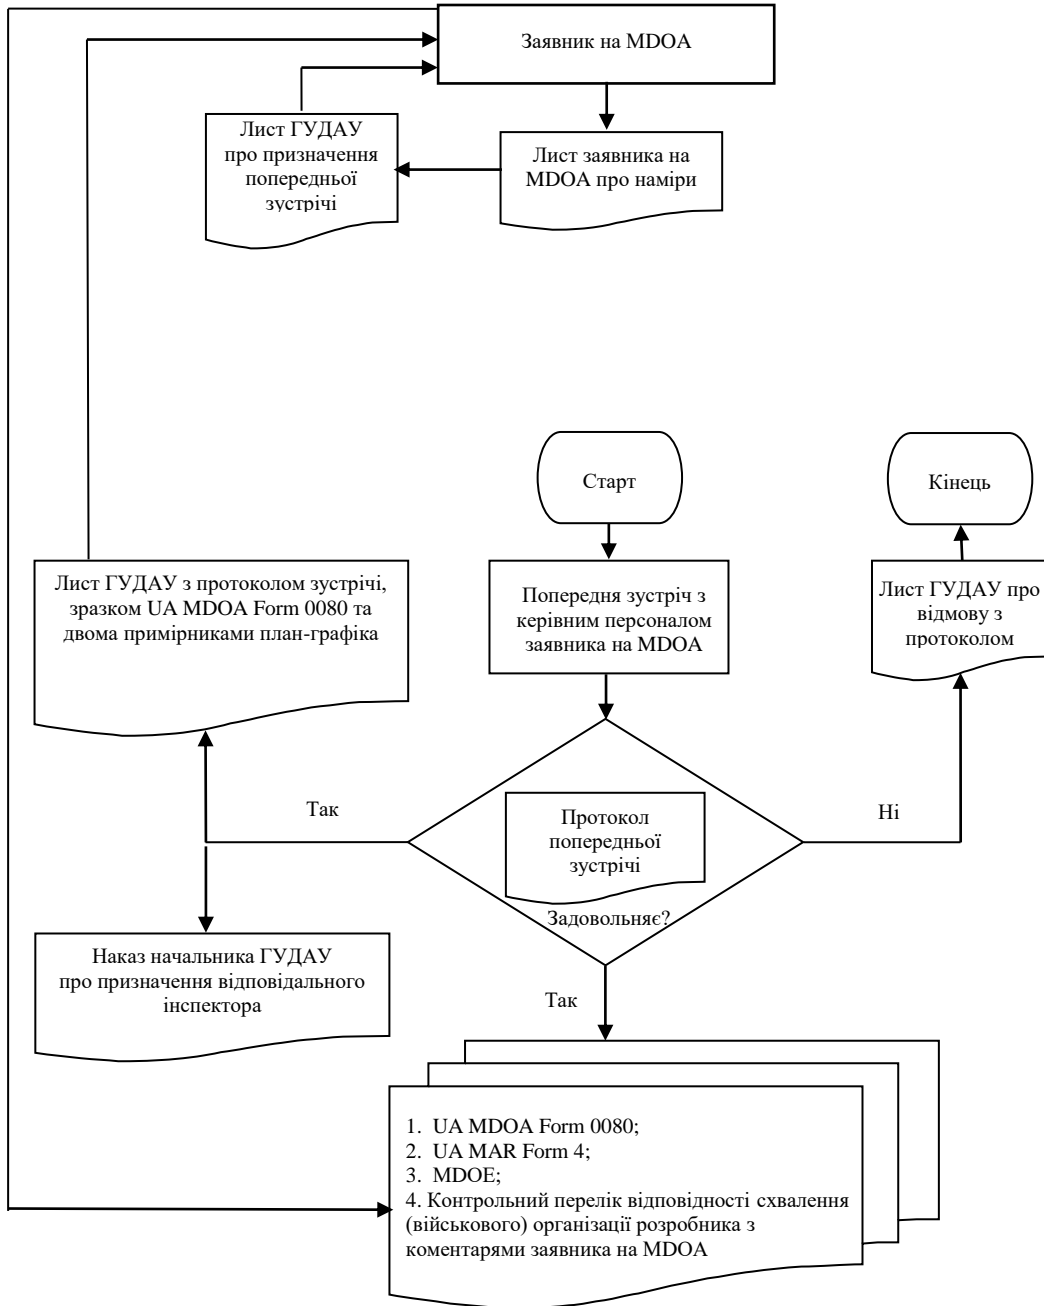 Заявник на MDOA
Лист ГУДАУ
про призначення
попередньої
зустрічі
Лист заявника на
MDOA про наміри
Старт
Кінець
Лист ГУДАУ з протоколом зустрічі,
зразком UA MDOA Form 0080 та
двома примірниками план-графіка
Попередня зустріч з
керівним персоналом
заявника на MDOA
Лист ГУДАУ про
відмову з
протоколом
Так
Протокол
попередньої
зустрічі
Ні
Задовольняє?
Наказ начальника ГУДАУ
про призначення відповідального
інспектора
Так
1. UA MDOA Form 0080;
2. UA MAR Form 4;
3. MDOE;
4. Контрольний перелік відповідності схвалення
(військового) організації розробника з
коментарями заявника на MDOA